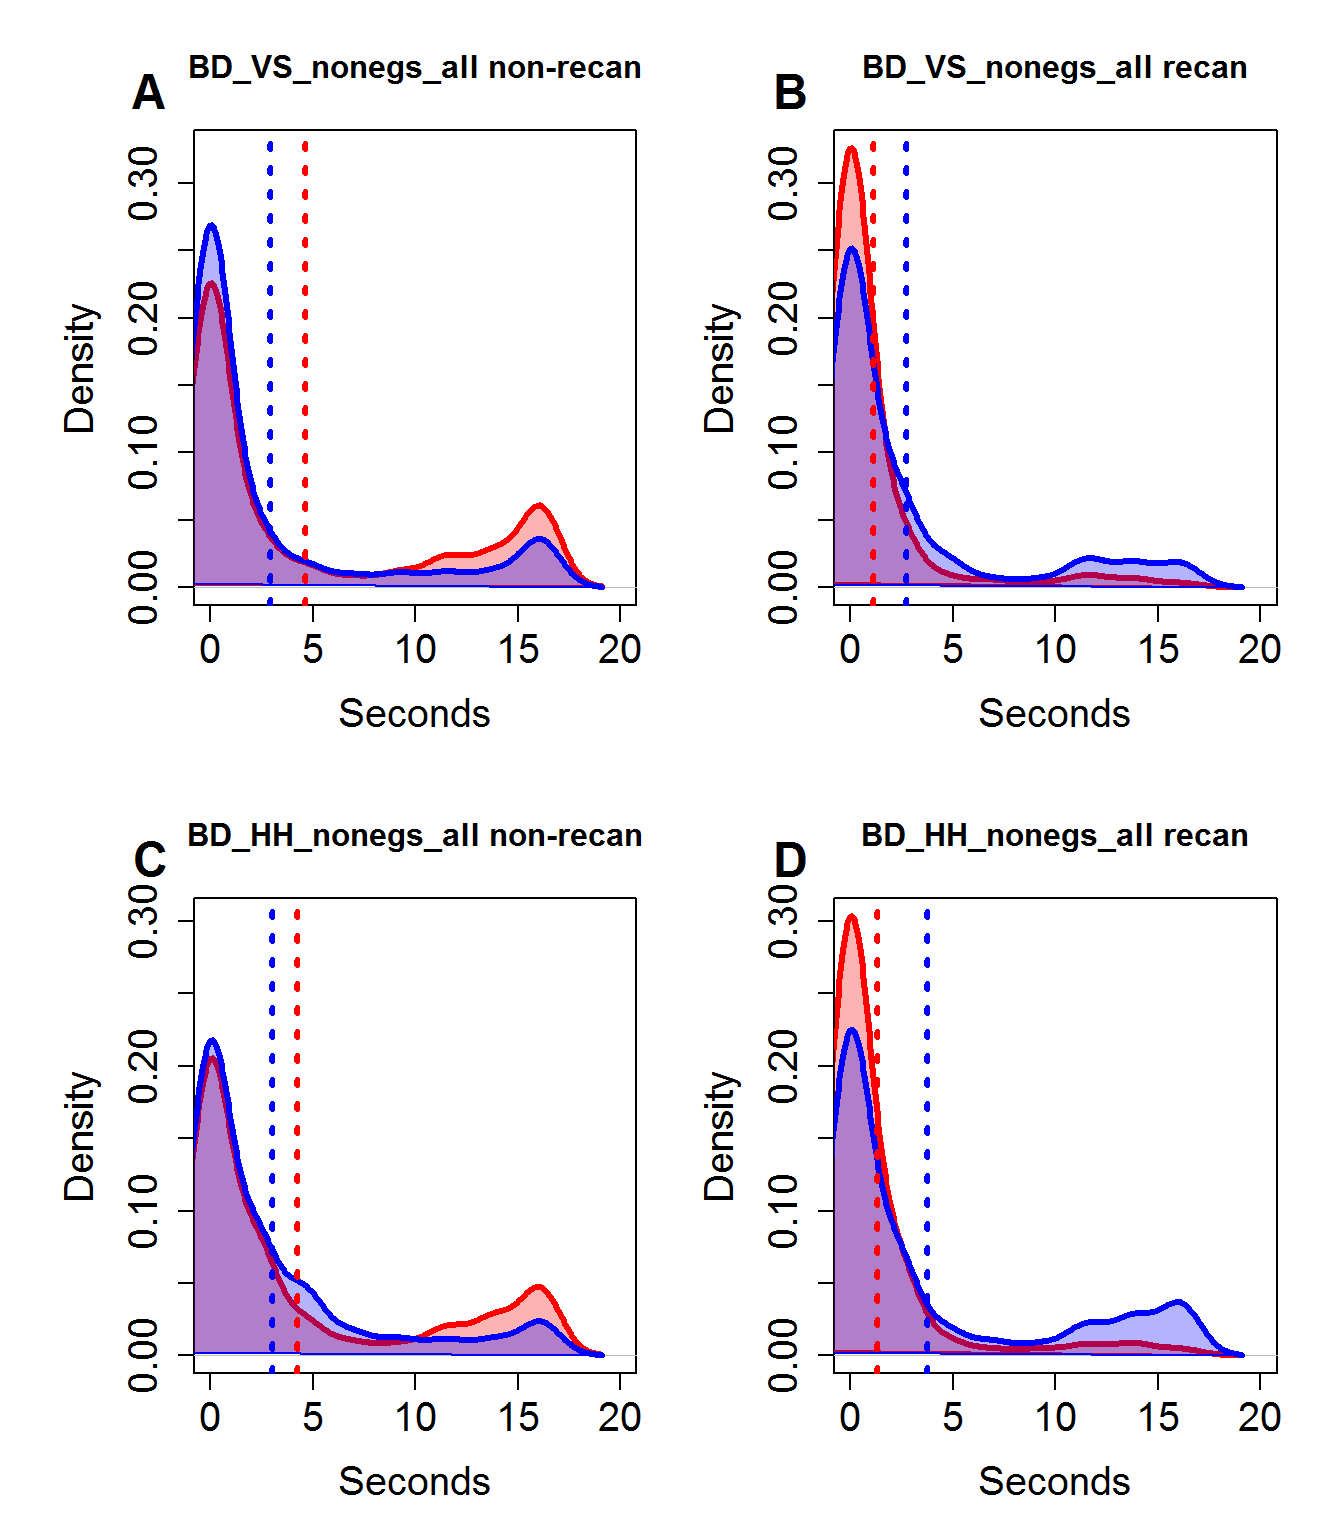 A
BD_VS_nonegs_all non-recan
Density
0.00 0.10 0.20 0.30
0 5 10 15 20
Seconds
B
BD_VS_nonegs_all recan
Density
0.00 0.10 0.20 0.30
0 5 10 15 20
Seconds
C
BD_HH_nonegs_all non-recan
Density
0.00 0.10 0.20 0.30
0 5 10 15 20
Seconds
D
BD_HH_nonegs_all recan
Density
0.00 0.10 0.20 0.30
0 5 10 15 20
Seconds